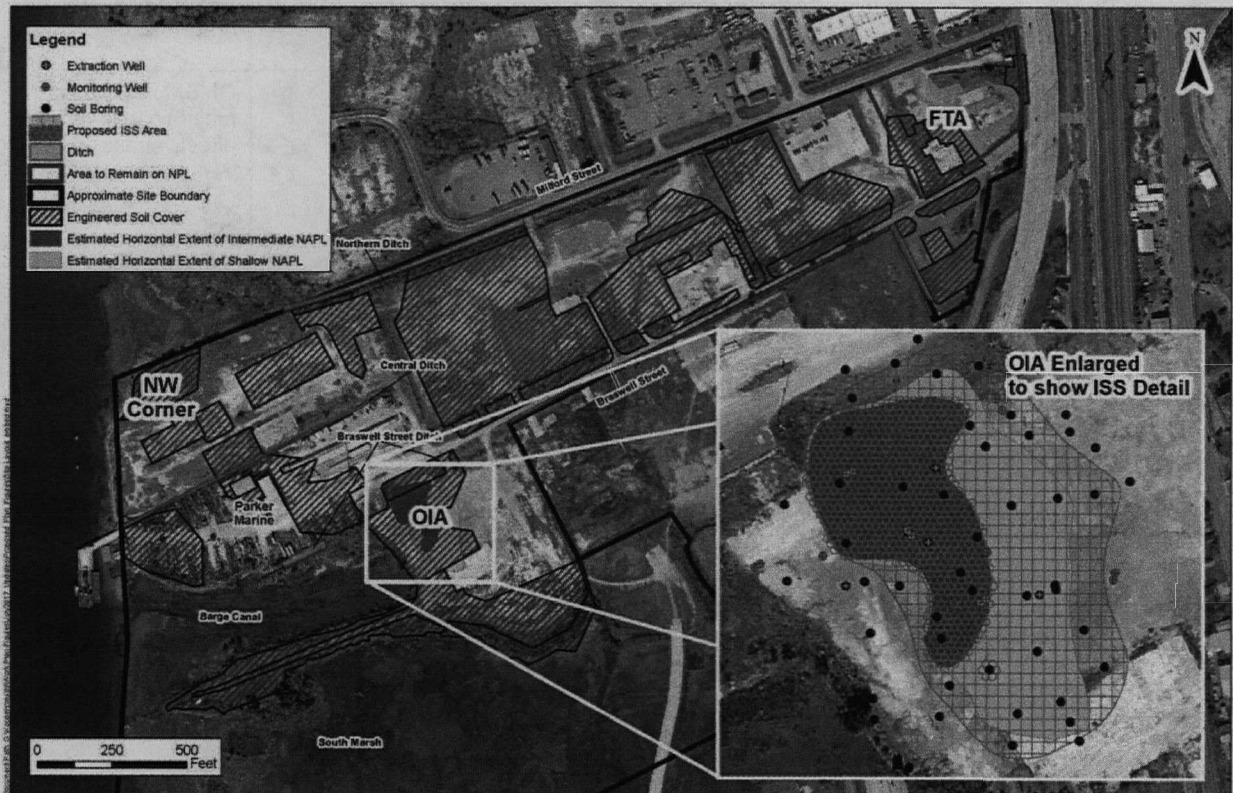 Legend
Extraction Well
Monitoring Well
Soil Boring
Proposed ISS Area
Ditch
Area to Remain on NPL
Approximate Site Boundary
Engineered Soil Cover
Estimated Horizontal Extent of Intermediate NAPL
Estimated Horizontal Extent of Shallow NAPL
N
FTA
Milford Street
Northern Ditch
NW
Corner
Central Ditch
Braswell Street
Braswell Street Ditch
OIA Enlarged
to show ISS Detail
Parker
Marine
OIA
Barge Canal
South Marsh
0 250 500
Feet